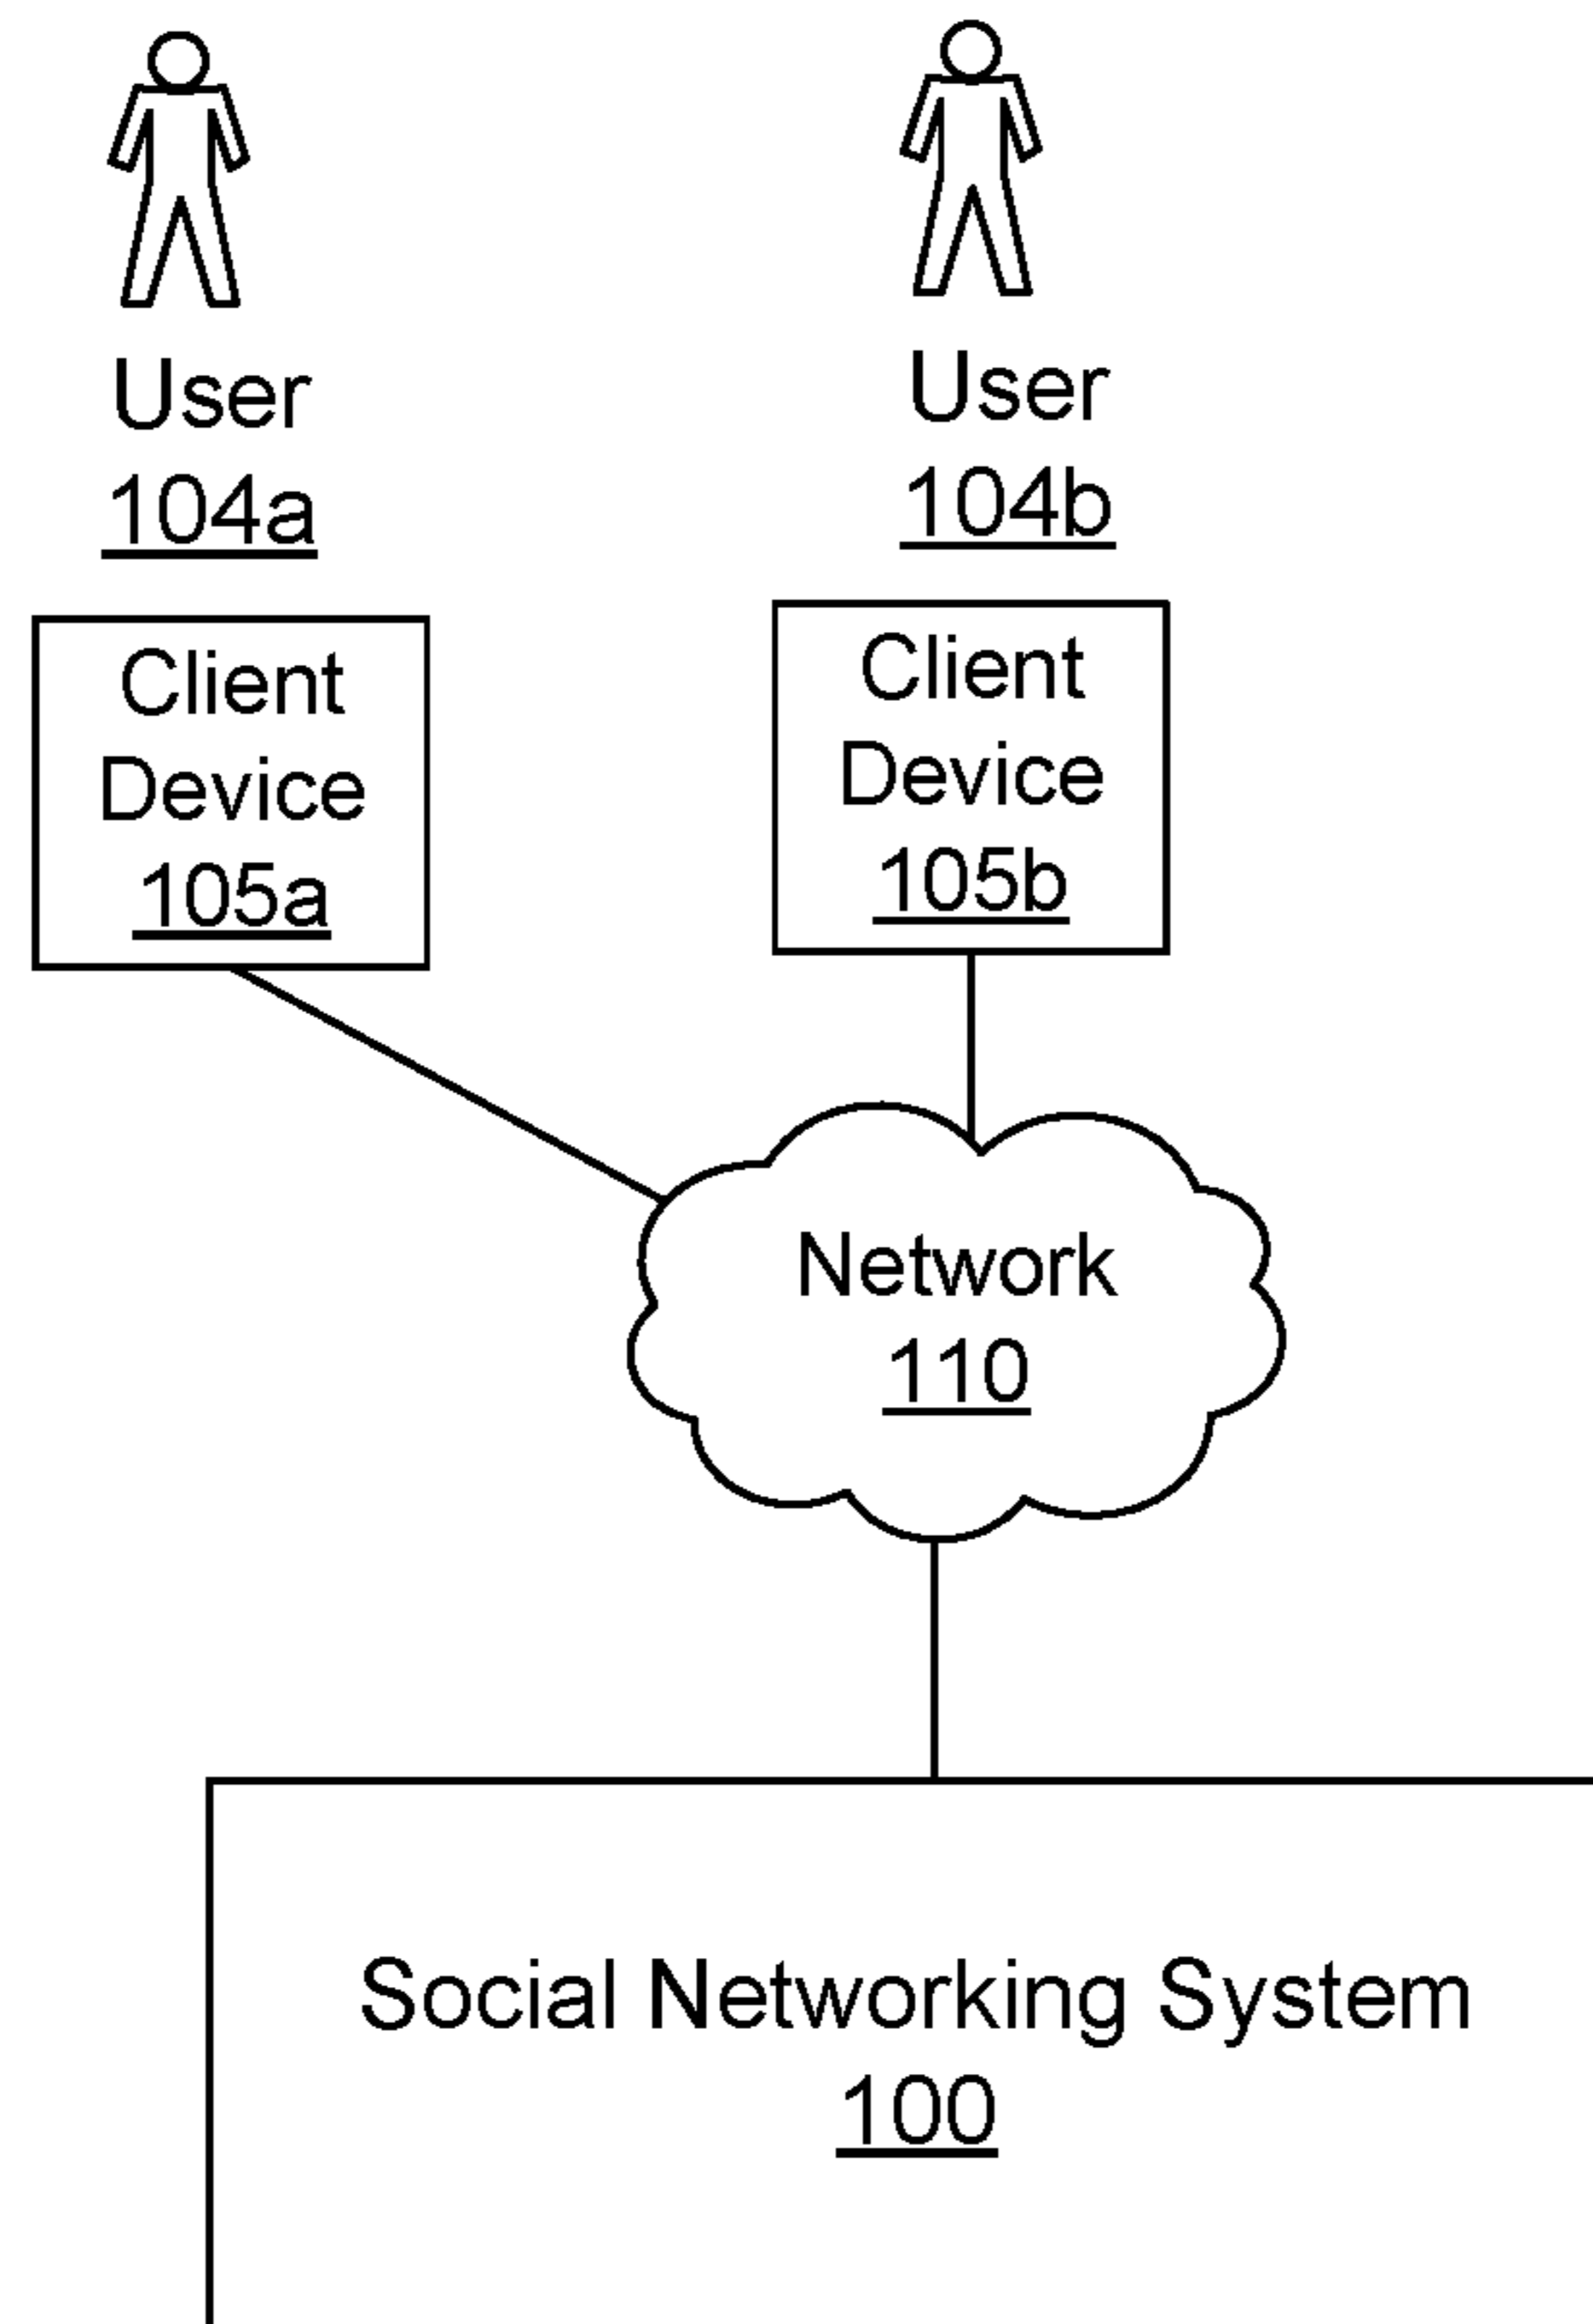 User
104a
User
104b
Client
Device
105a
Client
Device
105b
Network
110
Social Networking System
100